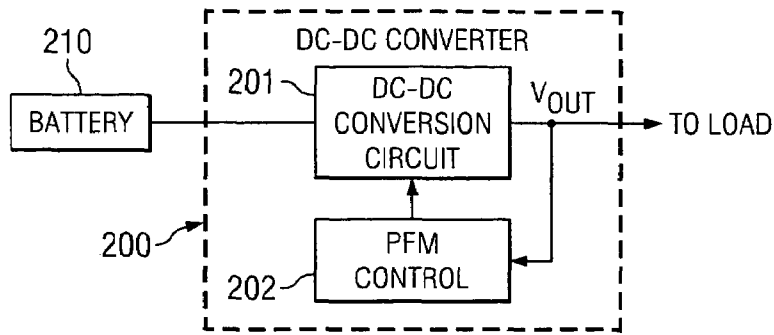 DC-DC CONVERTER
210
BATTERY
201
DC-DC
CONVERSION
CIRCUIT
VOUT
TO LOAD
200
202
PFM
CONTROL